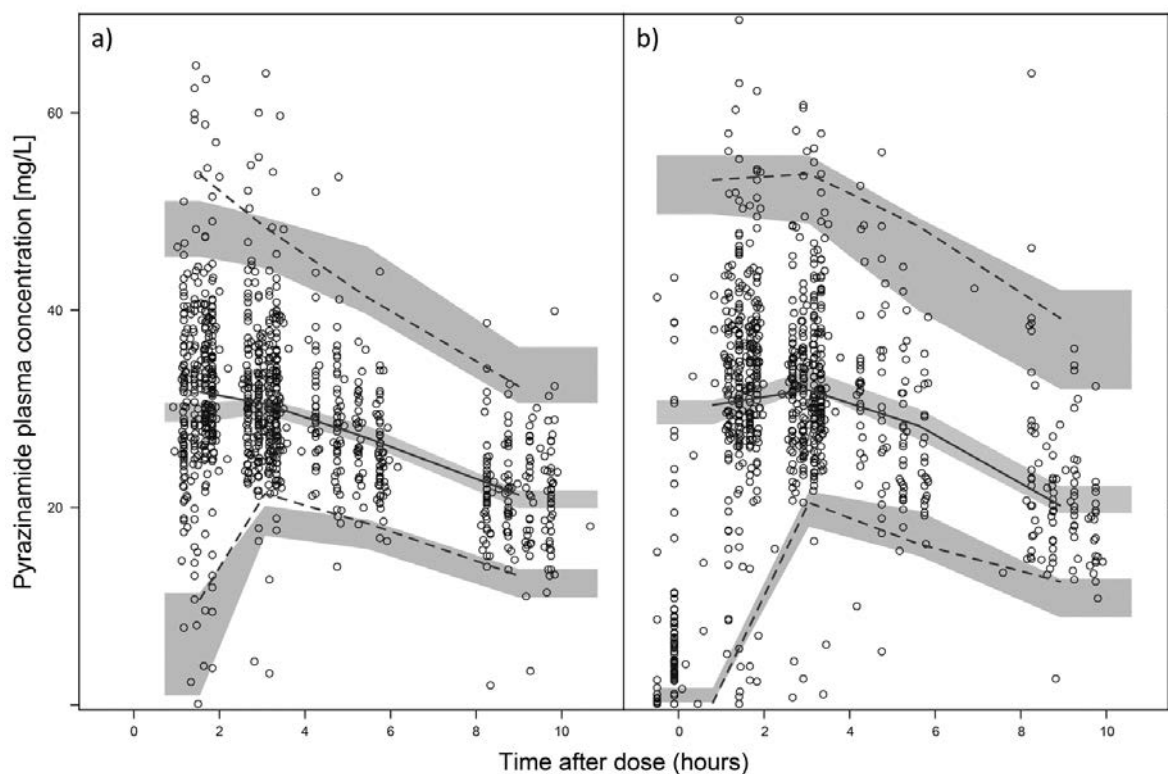 a)
b)
60
40
20
Pyrazinamide plasma concentration [mg/L]
0 2 4 6 8 10 0 2 4 6 8 10
Time after dose (hours)